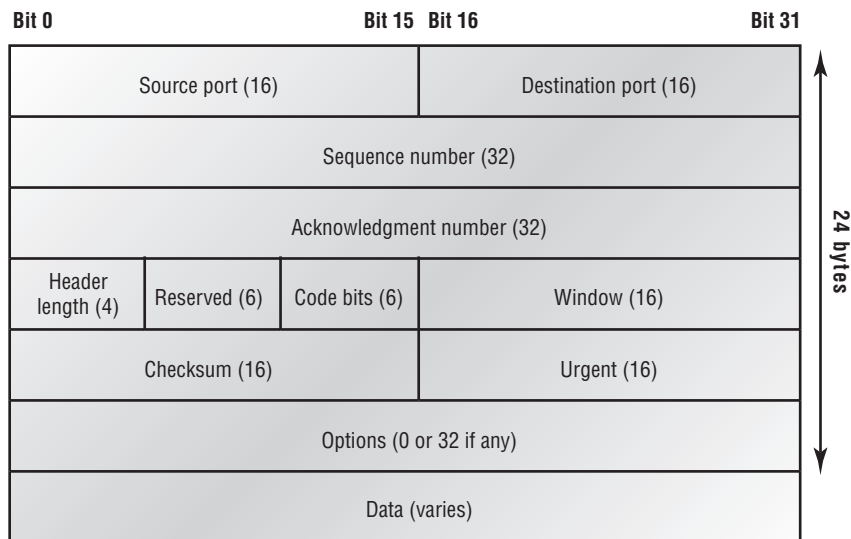 Bit 0 Bit 15 Bit 16 Bit 31
Source port (16) Destination port (16)
Sequence number (32)
Acknowledgment number (32)
Header
length (4) Reserved (6) Code bits (6) Window (16)
Checksum (16) Urgent (16)
Options (0 or 32 if any)
Data (varies)
24 bytes